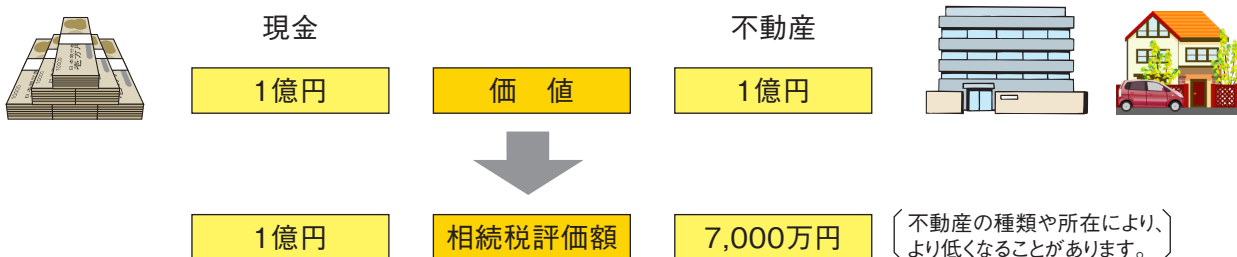 現金
不動産
1億円
価 値
1億円
1億円
相続税評価額
7,000万円
不動産の種類や所在により、
より低くなることがあります。